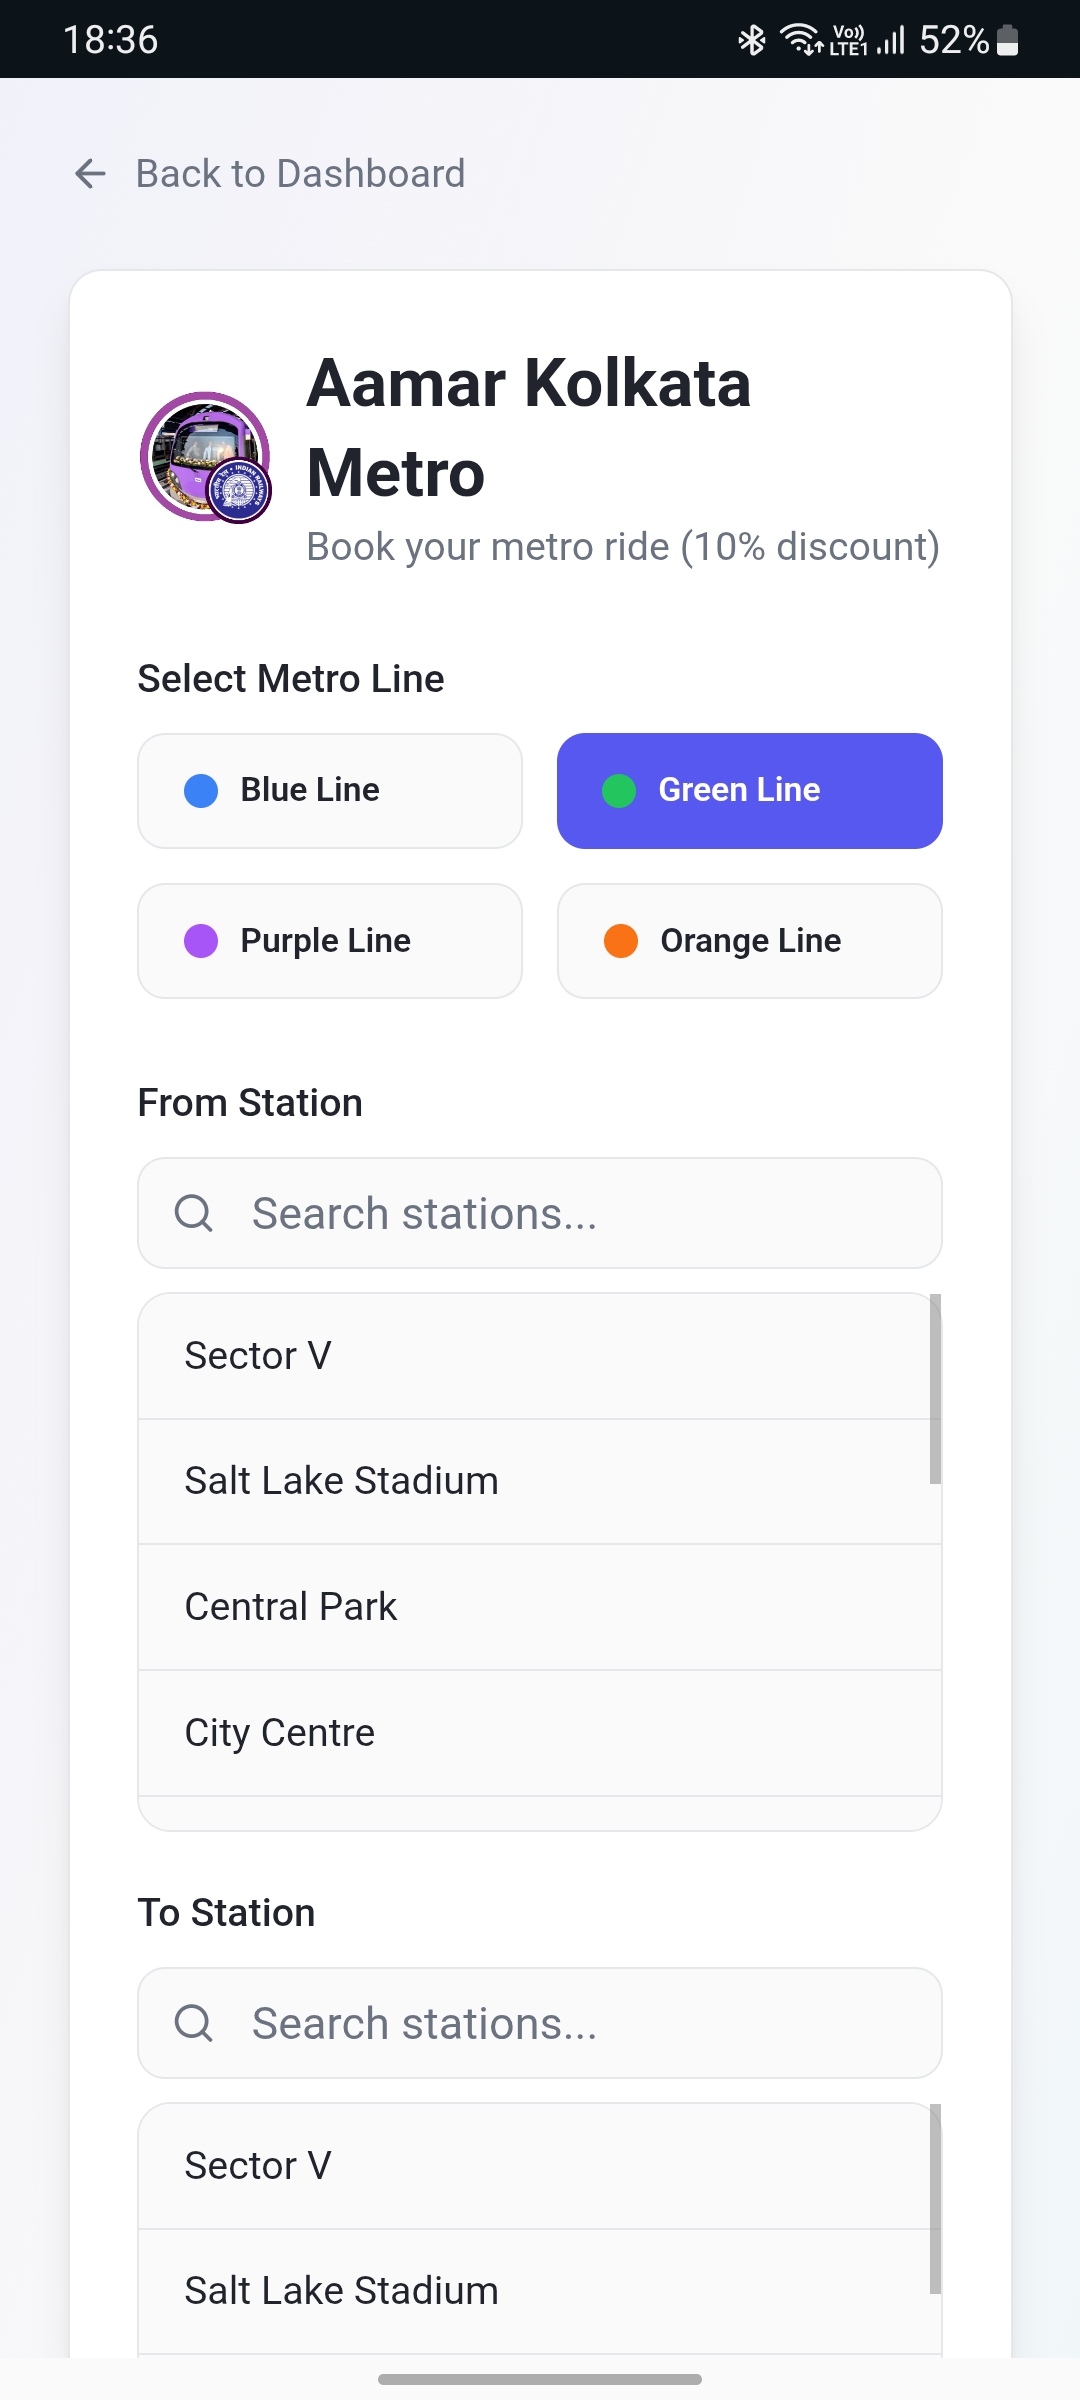 18:36
Vo))
LTE1
52%
Back to Dashboard
Aamar Kolkata
Metro
Book your metro ride (10% discount)
Select Metro Line
Blue Line
Green Line
Purple Line
Orange Line
From Station
Search stations...
Sector V
Salt Lake Stadium
Central Park
City Centre
To Station
Search stations...
Sector V
Salt Lake Stadium